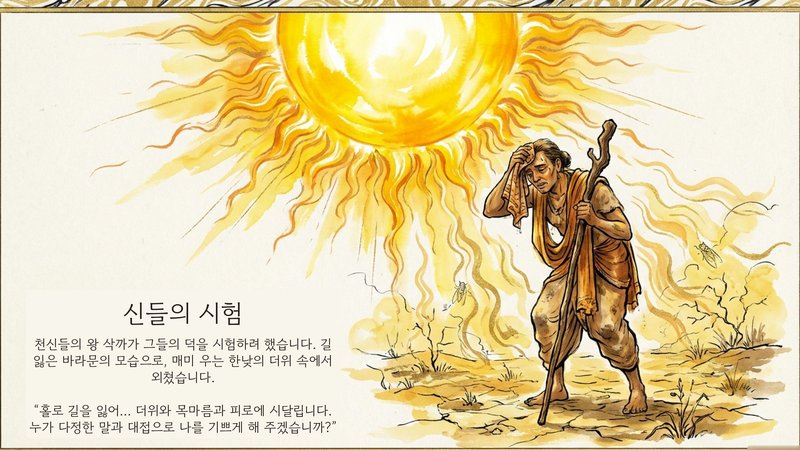 신들의 시험
천신들의 왕 삭까가 그들의 덕을 시험하려 했습니다. 길
잃은 바라문의 모습으로, 매미 우는 한낮의 더위 속에서
외쳤습니다.
“홀로 길을 잃어... 더위와 목마름과 피로에 시달립니다.
누가 다정한 말과 대접으로 나를 기쁘게 해 주겠습니까?”